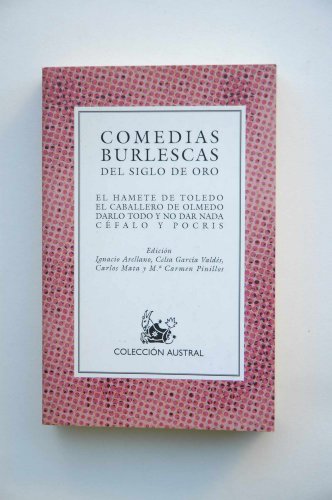 COMEDIAS
BURLESCAS
DEL SIGLO DE ORO
EL HAMETE DE TOLEDO
EL CABALLERO DE OLMEDO
DARLO TODO Y NO DAR NADA
CÉFALO Y POCRIS
Edición
Ignacio Arellano, Celsa García Valdés,
Carlos Mata y M.ª Carmen Pinillos
COLECCIÓN AUSTRAL